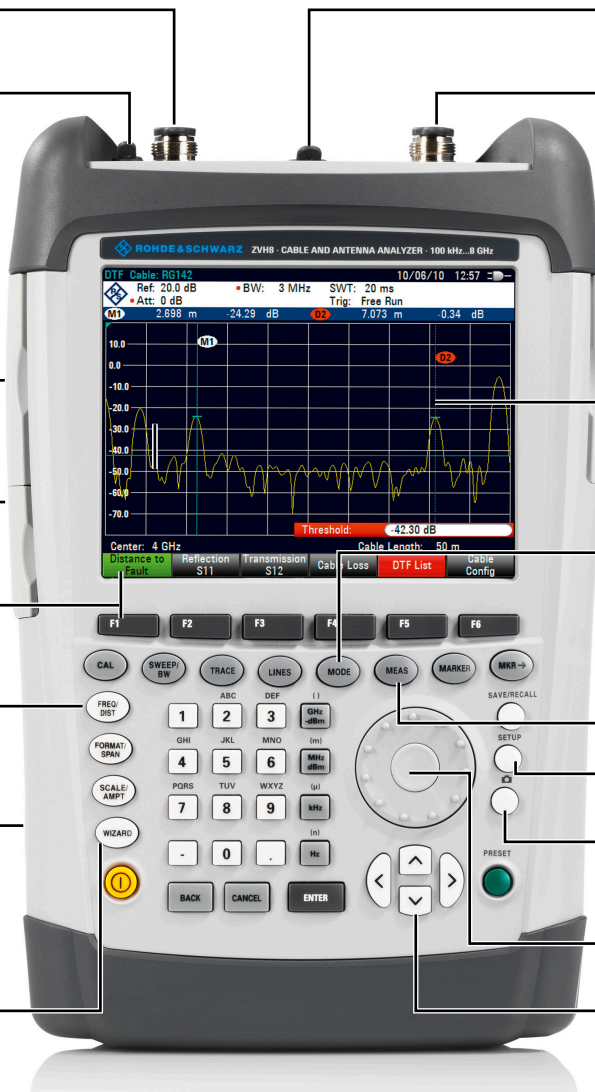 ROHDE&SCHWARZ ZVH8 · CABLE AND ANTENNA ANALYZER · 100 kHz...8 GHz
DTF Cable: RG142 10/06/10 12:57
Ref: 20.0 dB • BW: 3 MHz SWT: 20 ms
• Att: 0 dB Trig: Free Run
M1 2.698 m -24.29 dB D2 7.073 m -0.34 dB
10.0
M1
0.0
D2
-10.0
-20.0
-30.0
-40.0
-50.0
-60.0
-70.0
Threshold: -42.30 dB
Center: 4 GHz Cable Length: 50 m
Distance to Fault
Reflection S11
Transmission S12
Cable Loss
DTF List
Cable Config
F1 F2 F3 F4 F5 F6
CAL
SWEEP/ BW
TRACE
LINES
MODE
MEAS
MARKER
MKR→
FREQ/ DIST
ABC DEF ( )
1 2 3 GHz -dBm
SAVE/RECALL
FORMAT/ SPAN
GHI JKL MNO (m)
4 5 6 MHz dBm
SETUP
SCALE/ AMPT
PQRS TUV WXYZ (µ)
7 8 9 kHz
WIZARD
(n)
- 0 . Hz
PRESET
BACK CANCEL ENTER